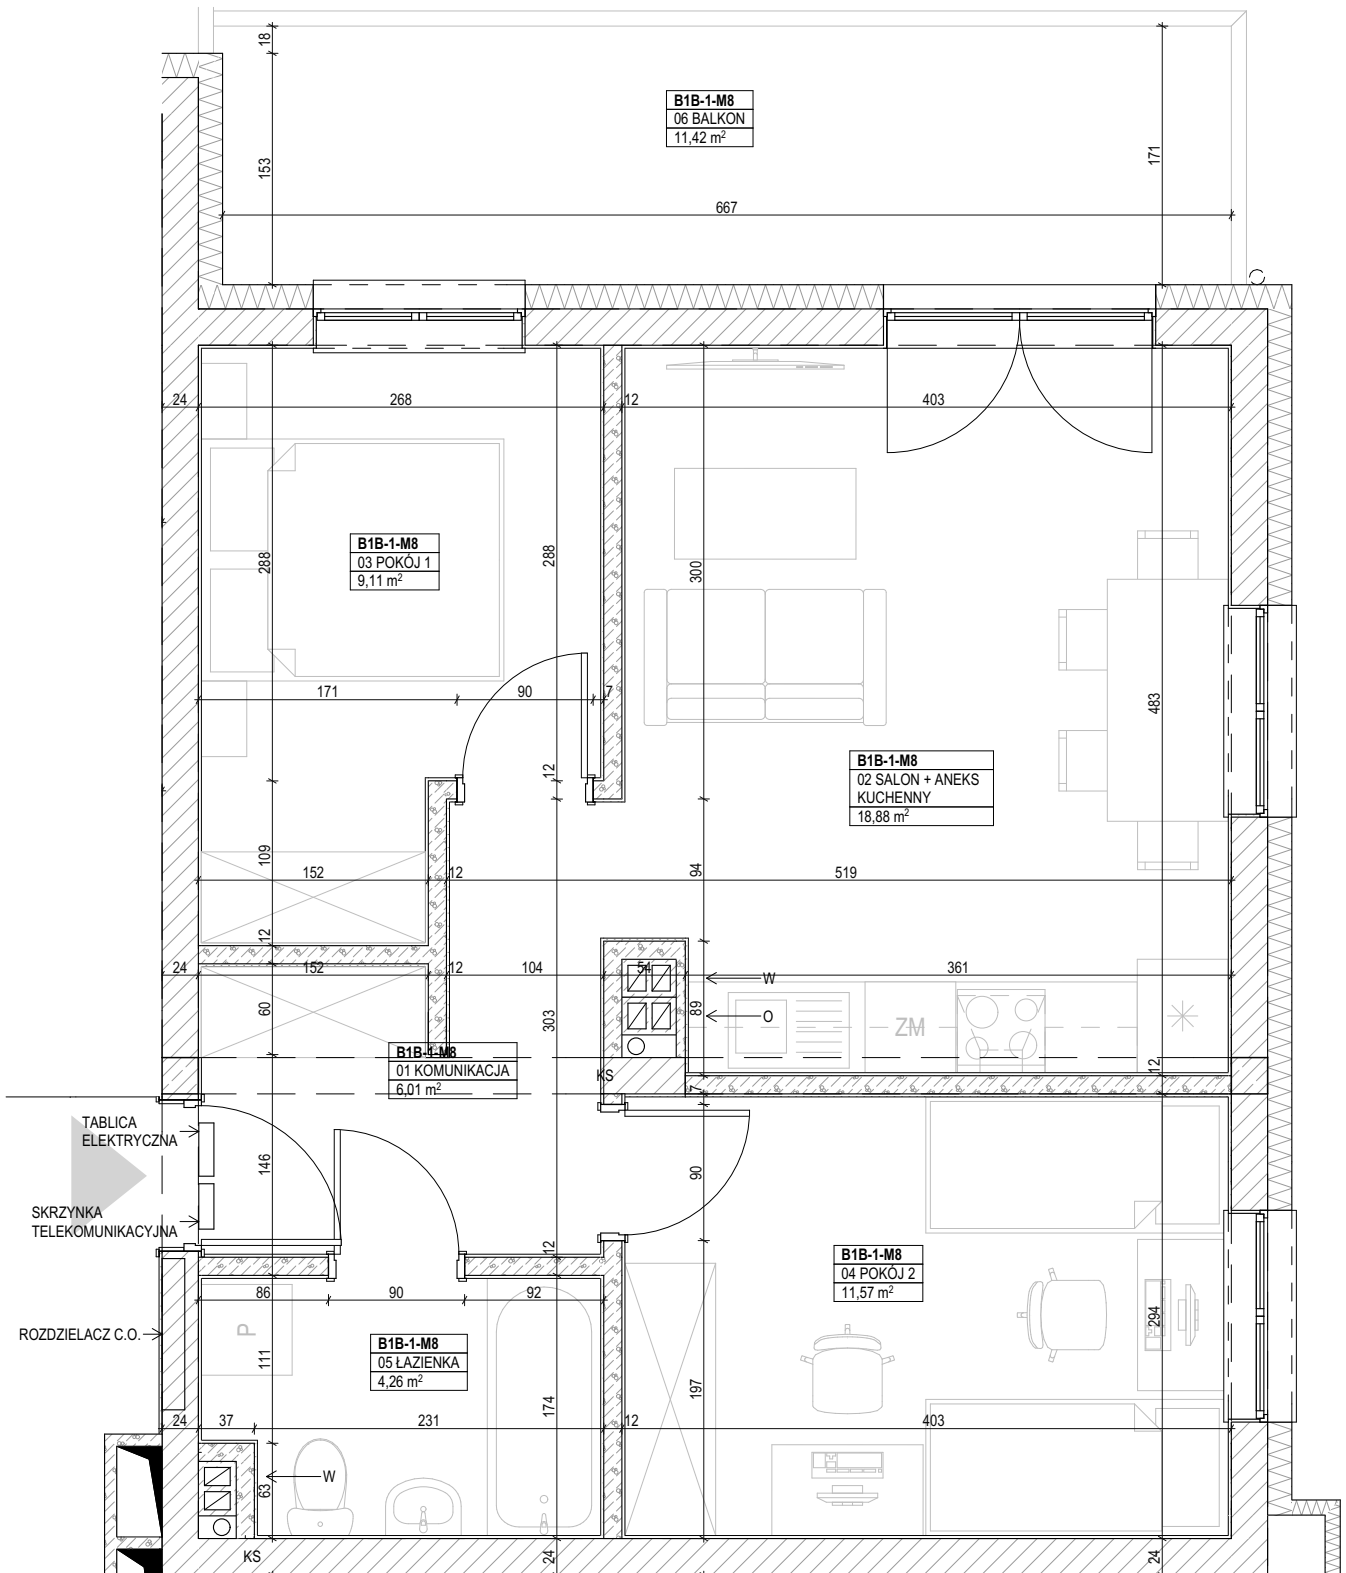 18
B1B-1-M8
06 BALKON
11,42 m²
153
171
667
24
268
12
403
B1B-1-M8
03 POKÓJ 1
9,11 m²
288
288
300
171
90
7
483
B1B-1-M8
02 SALON + ANEKS
KUCHENNY
18,88 m²
12
109
94
152
12
519
12
24
152
12
104
54
W
361
60
303
89
O
ZM
B1B-1-M8
01 KOMUNIKACJA
6,01 m²
KS
7
12
TABLICA
ELEKTRYCZNA
146
90
SKRZYNKA
TELEKOMUNIKACYJNA
12
B1B-1-M8
04 POKÓJ 2
11,57 m²
86
90
92
294
ROZDZIELACZ C.O.
P
111
B1B-1-M8
05 ŁAZIENKA
4,26 m²
197
174
24
37
231
12
403
W
63
KS
24
24